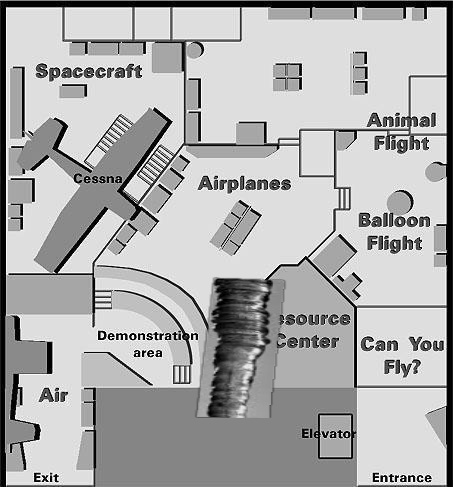 Spacecraft
Animal
Flight
Cessna
Airplanes
Balloon
Flight
Demonstration
area
esource
Center
Can You
Fly?
Air
Elevator
Exit
Entrance